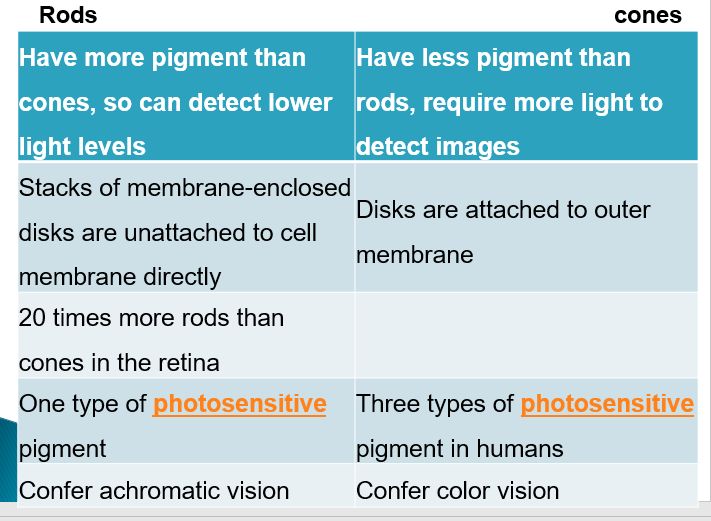 Rods cones
Have more pigment than
cones, so can detect lower
light levels
Have less pigment than
rods, require more light to
detect images
Stacks of membrane-enclosed
disks are unattached to cell
membrane directly
Disks are attached to outer
membrane
20 times more rods than
cones in the retina
One type of photosensitive
pigment
Three types of photosensitive
pigment in humans
Confer achromatic vision
Confer color vision